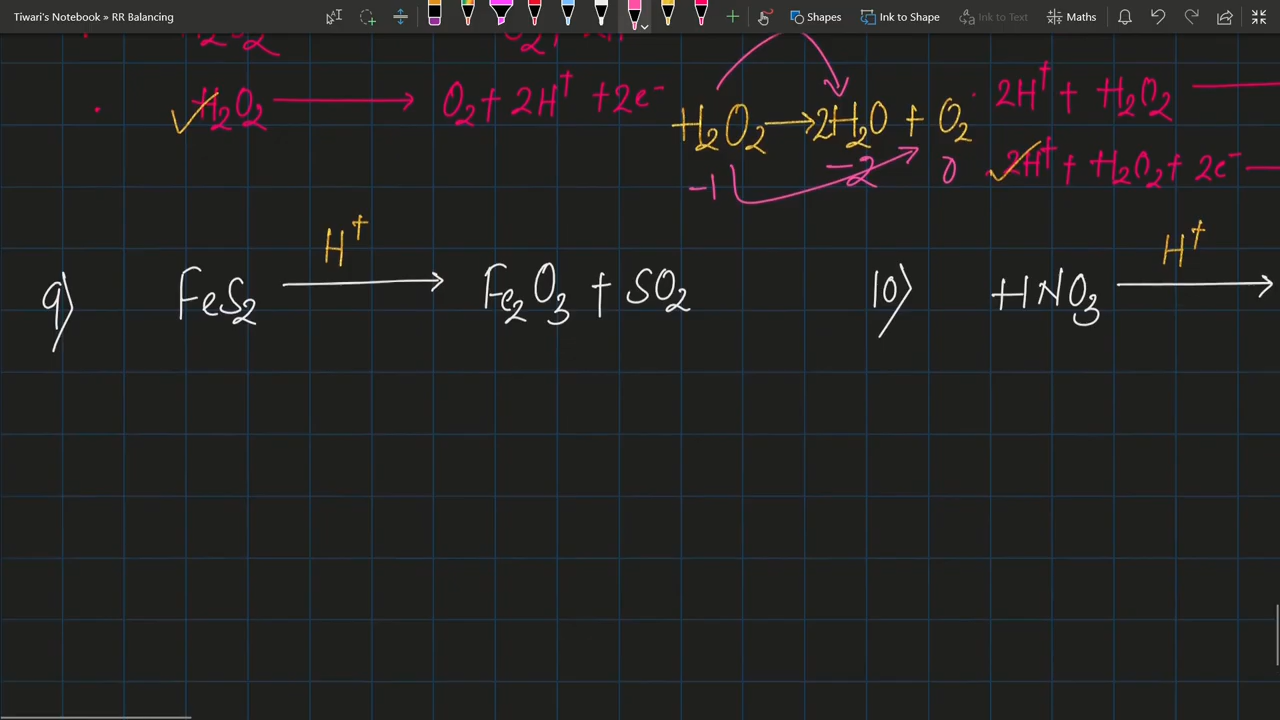 Tiwari's Notebook » RR Balancing
Shapes Ink to Shape Ink to Text Maths
H₂O₂ ⟶ O₂ + 2H⁺ + 2e⁻
H₂O₂ → 2H₂O + O₂
-1 -2 0
2H⁺ + H₂O₂
2H⁺ + H₂O₂ + 2e⁻
9) FeS₂ ⟶ Fe₂O₃ + SO₂
H⁺
10) HNO₃ ⟶
H⁺